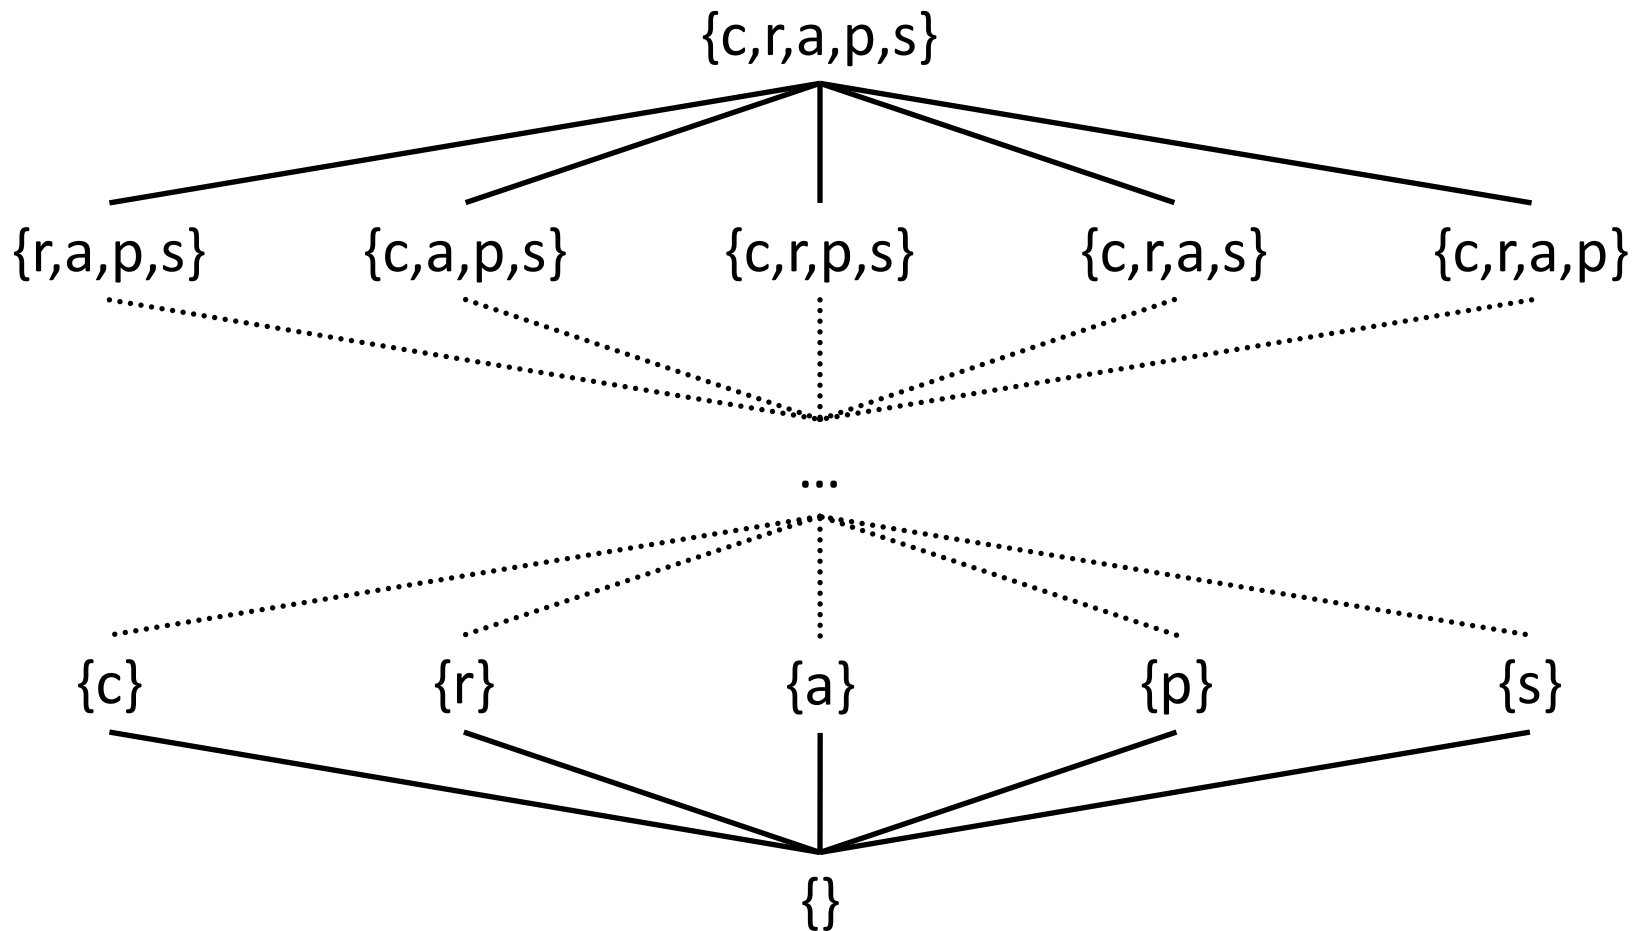 {c,r,a,p,s}
{r,a,p,s} {c,a,p,s} {c,r,p,s} {c,r,a,s} {c,r,a,p}
...
{c} {r} {a} {p} {s}
{}